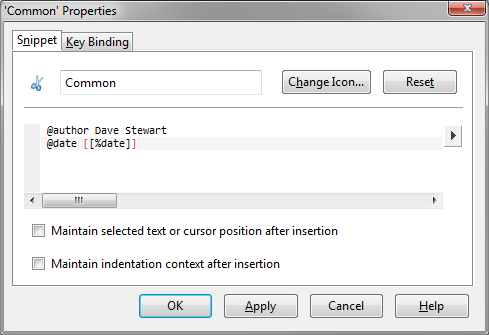 'Common' Properties
Snippet Key Binding
Common Change Icon... Reset
@author Dave Stewart
@date [[%date]]
Maintain selected text or cursor position after insertion
Maintain indentation context after insertion
OK Apply Cancel Help